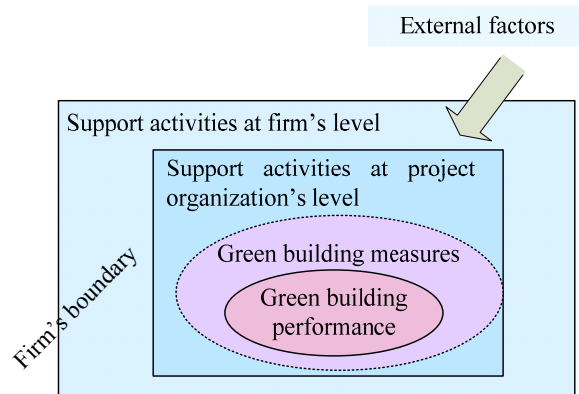 External factors
Support activities at firm's level
Support activities at project
organization's level
Green building measures
Green building
performance
Firm's boundary